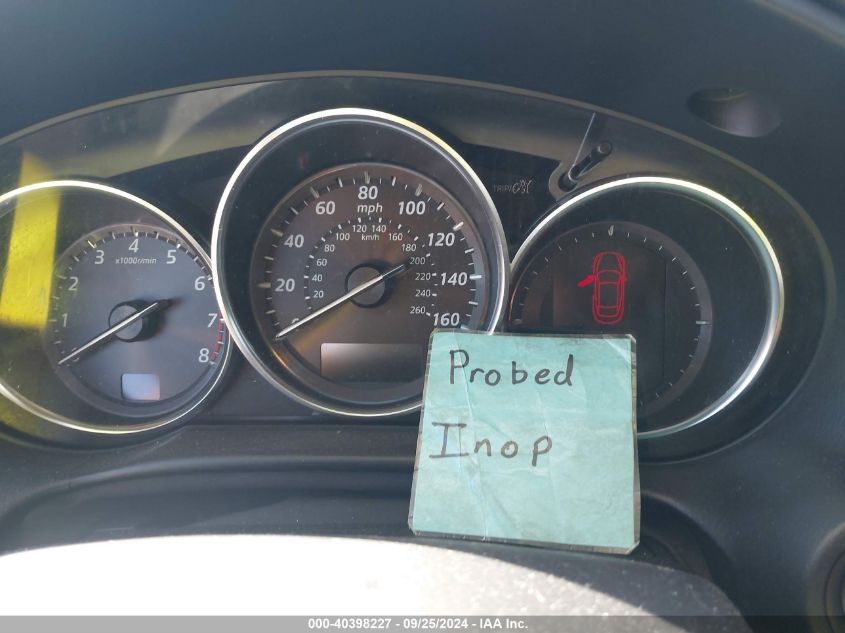 TRIP/
80
60 mph 100
40 120
20 140
0 160
120 140
100 km/h 160
80 180
60 200
40 220
20 240
260
4
3 x1000r/min 5
2 6
1 7
8
Probed
Inop
000-40398227 - 09/25/2024 - IAA Inc.